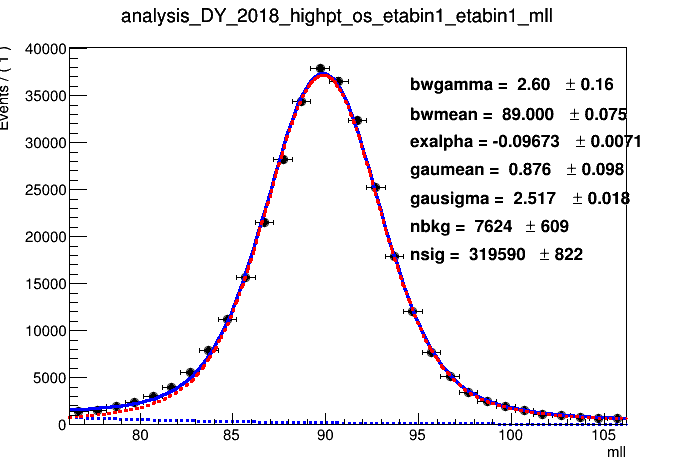 analysis_DY_2018_highpt_os_etabin1_etabin1_mll
Events / ( 1 )
40000
35000
30000
25000
20000
15000
10000
5000
0
bwgamma = 2.60 ± 0.16
bwmean = 89.000 ± 0.075
exalpha = -0.09673 ± 0.0071
gaumean = 0.876 ± 0.098
gausigma = 2.517 ± 0.018
nbkg = 7624 ± 609
nsig = 319590 ± 822
80 85 90 95 100 105
mll